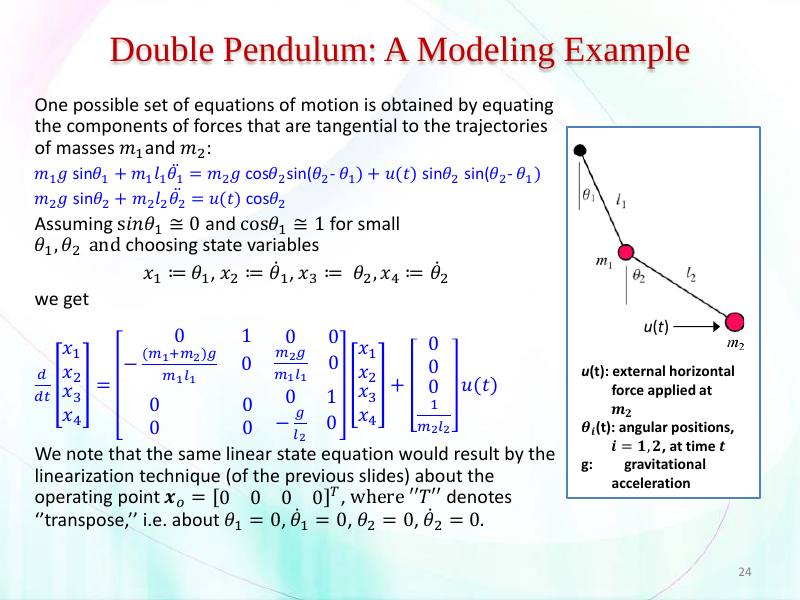 Double Pendulum: A Modeling Example
One possible set of equations of motion is obtained by equating
the components of forces that are tangential to the trajectories
of masses 𝑚₁and 𝑚₂:
𝑚₁𝑔 sin𝜃₁ + 𝑚₁𝑙₁𝜃̈₁ = 𝑚₂𝑔 cos𝜃₂sin(𝜃₂- 𝜃₁) + 𝑢(𝑡) sin𝜃₂ sin(𝜃₂- 𝜃₁)
𝑚₂𝑔 sin𝜃₂ + 𝑚₂𝑙₂𝜃̈₂ = 𝑢(𝑡) cos𝜃₂
Assuming s𝑖𝑛𝜃₁ ≅ 0 and cos𝜃₁ ≅ 1 for small
𝜃₁, 𝜃₂ and choosing state variables
𝑥₁ ≔ 𝜃₁, 𝑥₂ ≔ 𝜃̇₁, 𝑥₃ ≔ 𝜃₂, 𝑥₄ ≔ 𝜃̇₂
we get
𝑑/𝑑𝑡 [𝑥₁ 𝑥₂ 𝑥₃ 𝑥₄] = [0 1 0 0; −(𝑚₁+𝑚₂)𝑔/𝑚₁𝑙₁ 0 𝑚₂𝑔/𝑚₁𝑙₁ 0; 0 0 0 1; 0 0 −𝑔/𝑙₂ 0] [𝑥₁ 𝑥₂ 𝑥₃ 𝑥₄] + [0 0 0 1/𝑚₂𝑙₂] 𝑢(𝑡)
We note that the same linear state equation would result by the
linearization technique (of the previous slides) about the
operating point 𝒙ₒ = [0 0 0 0]ᵀ, where ′′𝑇′′ denotes
‘’transpose,’’ i.e. about 𝜃₁ = 0, 𝜃̇₁ = 0, 𝜃₂ = 0, 𝜃̇₂ = 0.
θ₁
l₁
m₁
θ₂
l₂
u(t)
m₂
u(t): external horizontal
force applied at
𝒎₂
𝜽ᵢ(t): angular positions,
𝒊 = 𝟏, 𝟐, at time 𝒕
g: gravitational
acceleration
24